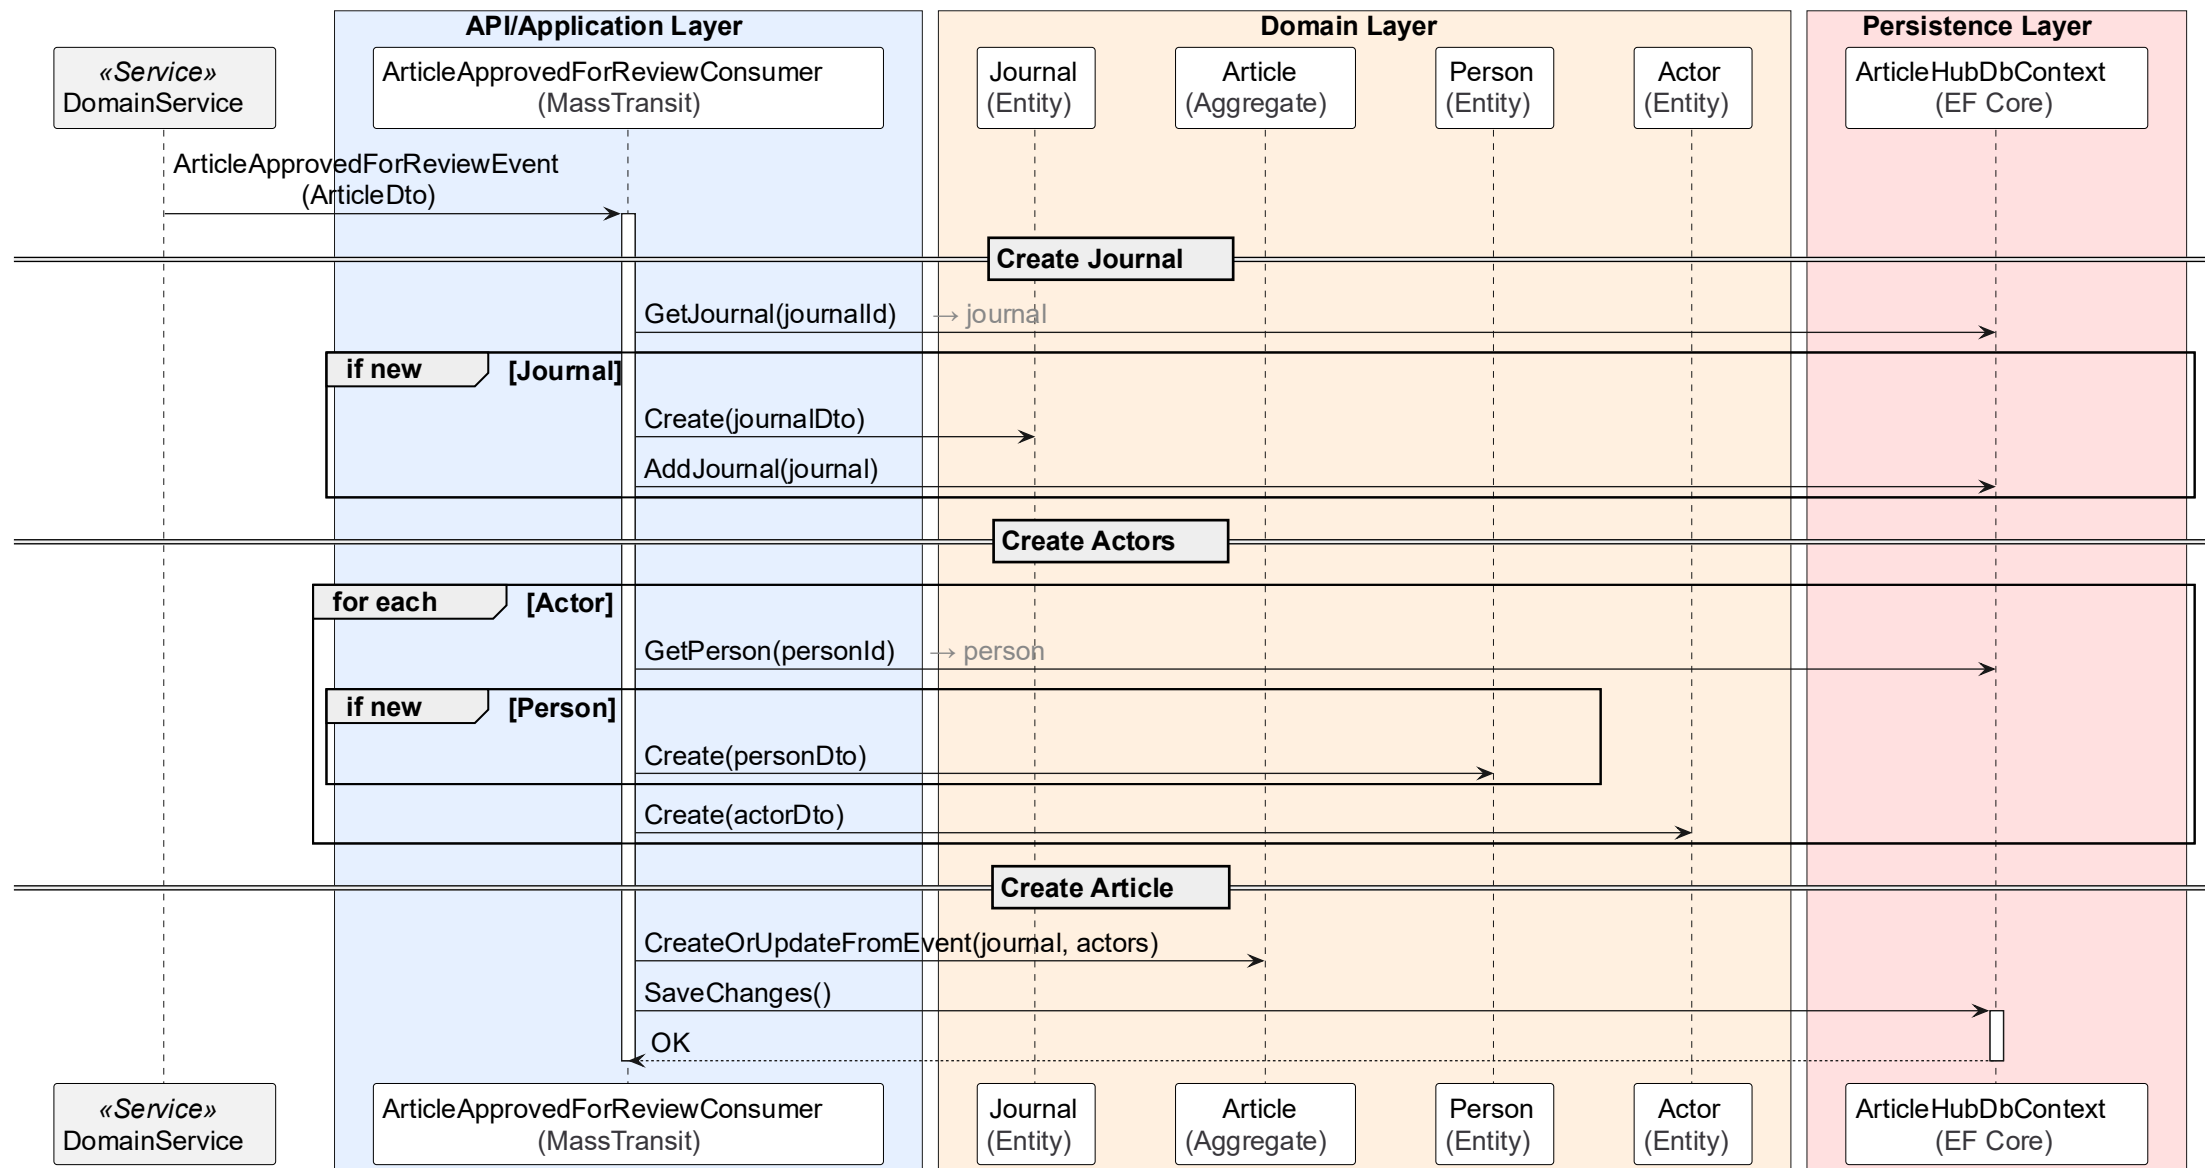 API/Application Layer
Domain Layer
Persistence Layer
«Service»
DomainService
ArticleApprovedForReviewConsumer
(MassTransit)
Journal
(Entity)
Article
(Aggregate)
Person
(Entity)
Actor
(Entity)
ArticleHubDbContext
(EF Core)
ArticleApprovedForReviewEvent
(ArticleDto)
Create Journal
GetJournal(journalId) → journal
if new [Journal]
Create(journalDto)
AddJournal(journal)
Create Actors
for each [Actor]
GetPerson(personId) → person
if new [Person]
Create(personDto)
Create(actorDto)
Create Article
CreateOrUpdateFromEvent(journal, actors)
SaveChanges()
OK
«Service»
DomainService
ArticleApprovedForReviewConsumer
(MassTransit)
Journal
(Entity)
Article
(Aggregate)
Person
(Entity)
Actor
(Entity)
ArticleHubDbContext
(EF Core)